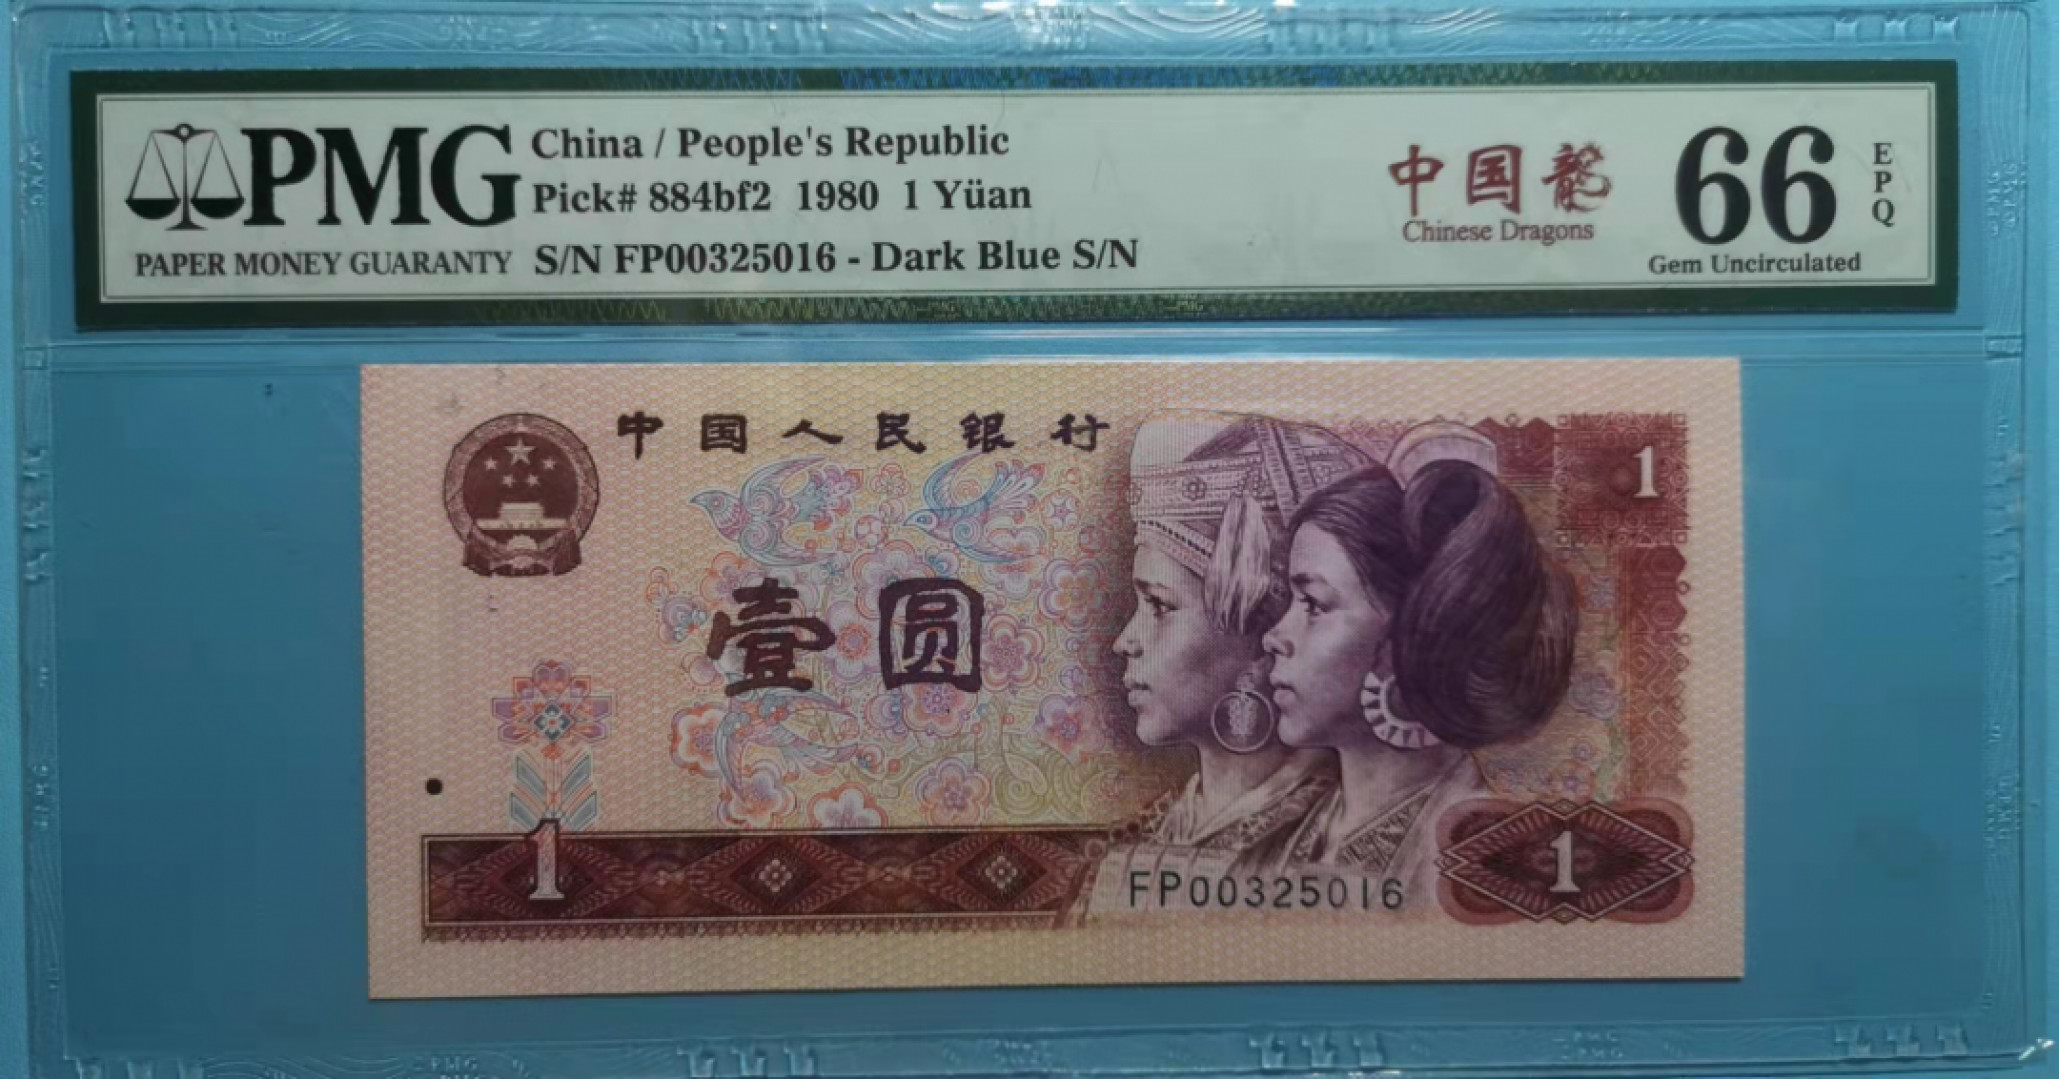 PMG
PAPER MONEY GUARANTY
China / People's Republic
Pick# 884bf2 1980 1 Yüan
S/N FP00325016 - Dark Blue S/N
中国龍
Chinese Dragons
66
EPQ
Gem Uncirculated
中国人民银行
1
壹圆
1
FP00325016
1